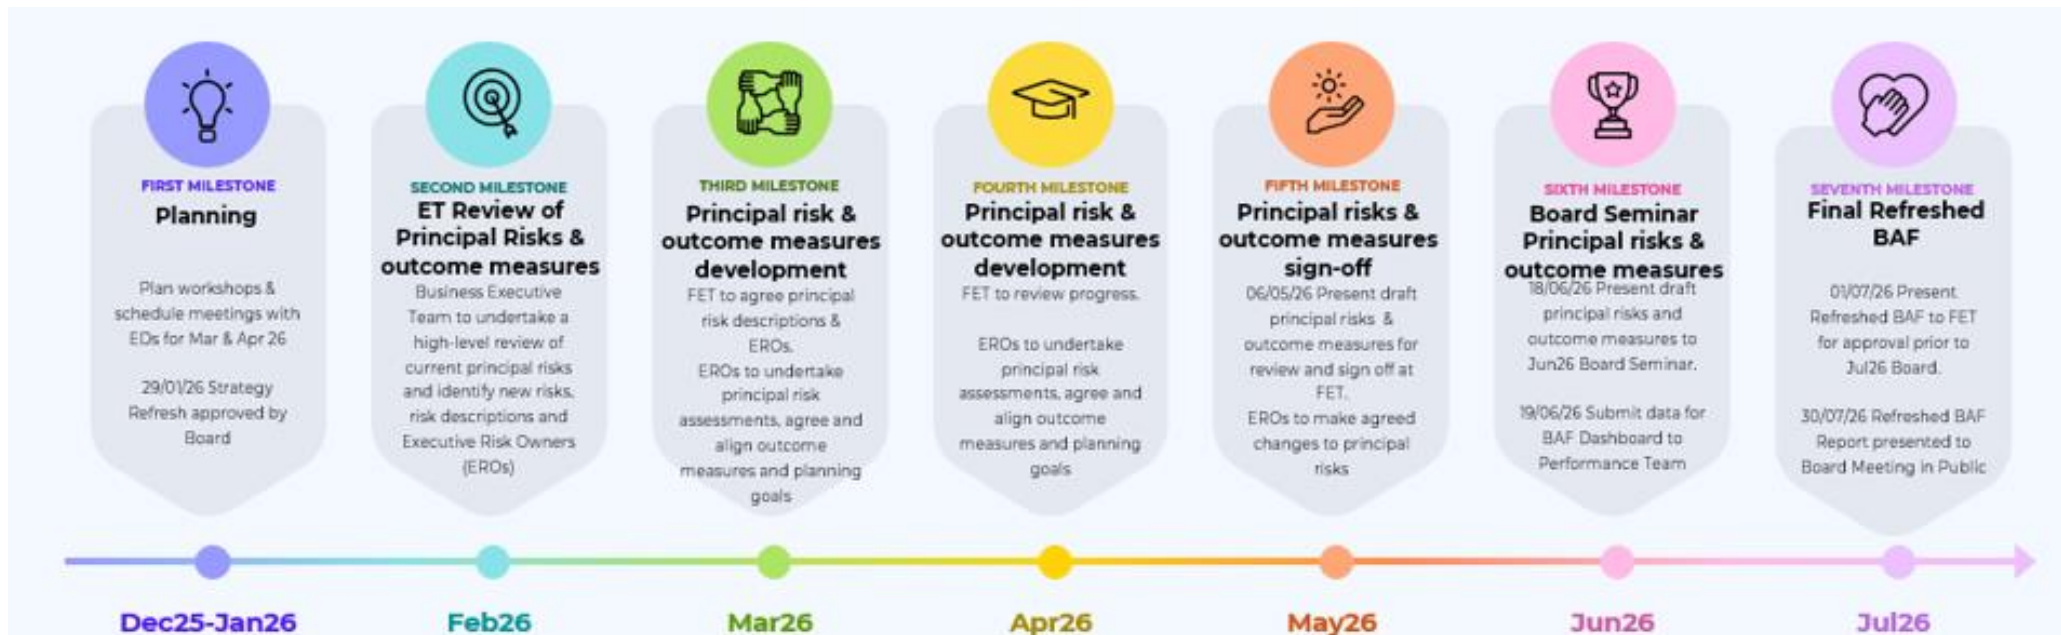 FIRST MILESTONE
Planning
Plan workshops &
schedule meetings with
EDs for Mar & Apr 26
29/01/26 Strategy
Refresh approved by
Board
SECOND MILESTONE
ET Review of
Principal Risks &
outcome measures
Business Executive
Team to undertake a
high-level review of
current principal risks
and identify new risks,
risk descriptions and
Executive Risk Owners
(EROs)
THIRD MILESTONE
Principal risk &
outcome measures
development
FET to agree principal
risk descriptions &
EROs.
EROs to undertake
principal risk
assessments, agree and
align outcome
measures and planning
goals
FOURTH MILESTONE
Principal risk &
outcome measures
development
FET to review progress.
EROs to undertake
principal risk
assessments, agree and
align outcome
measures and planning
goals
FIFTH MILESTONE
Principal risks &
outcome measures
sign-off
06/05/26 Present draft
principal risks &
outcome measures for
review and sign off at
FET.
EROs to make agreed
changes to principal
risks
SIXTH MILESTONE
Board Seminar
Principal risks &
outcome measures
18/06/26 Present draft
principal risks and
outcome measures to
Jun26 Board Seminar.
19/06/26 Submit data for
BAF Dashboard to
Performance Team
SEVENTH MILESTONE
Final Refreshed
BAF
01/07/26 Present
Refreshed BAF to FET
for approval prior to
Jul26 Board.
30/07/26 Refreshed BAF
Report presented to
Board Meeting in Public
Dec25-Jan26
Feb26
Mar26
Apr26
May26
Jun26
Jul26